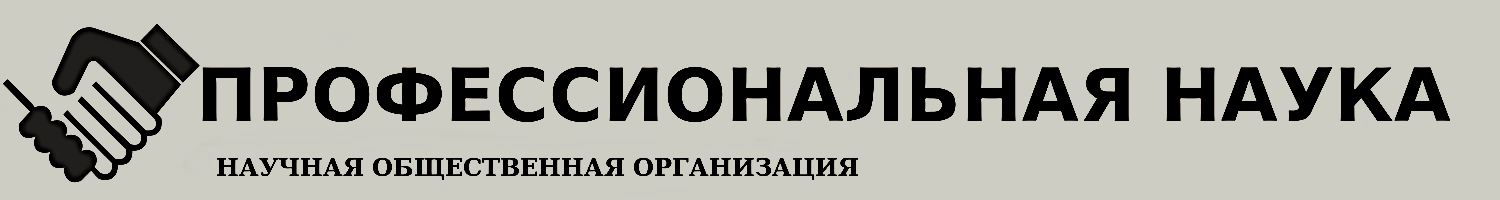 ПРОФЕССИОНАЛЬНАЯ НАУКА
НАУЧНАЯ ОБЩЕСТВЕННАЯ ОРГАНИЗАЦИЯ